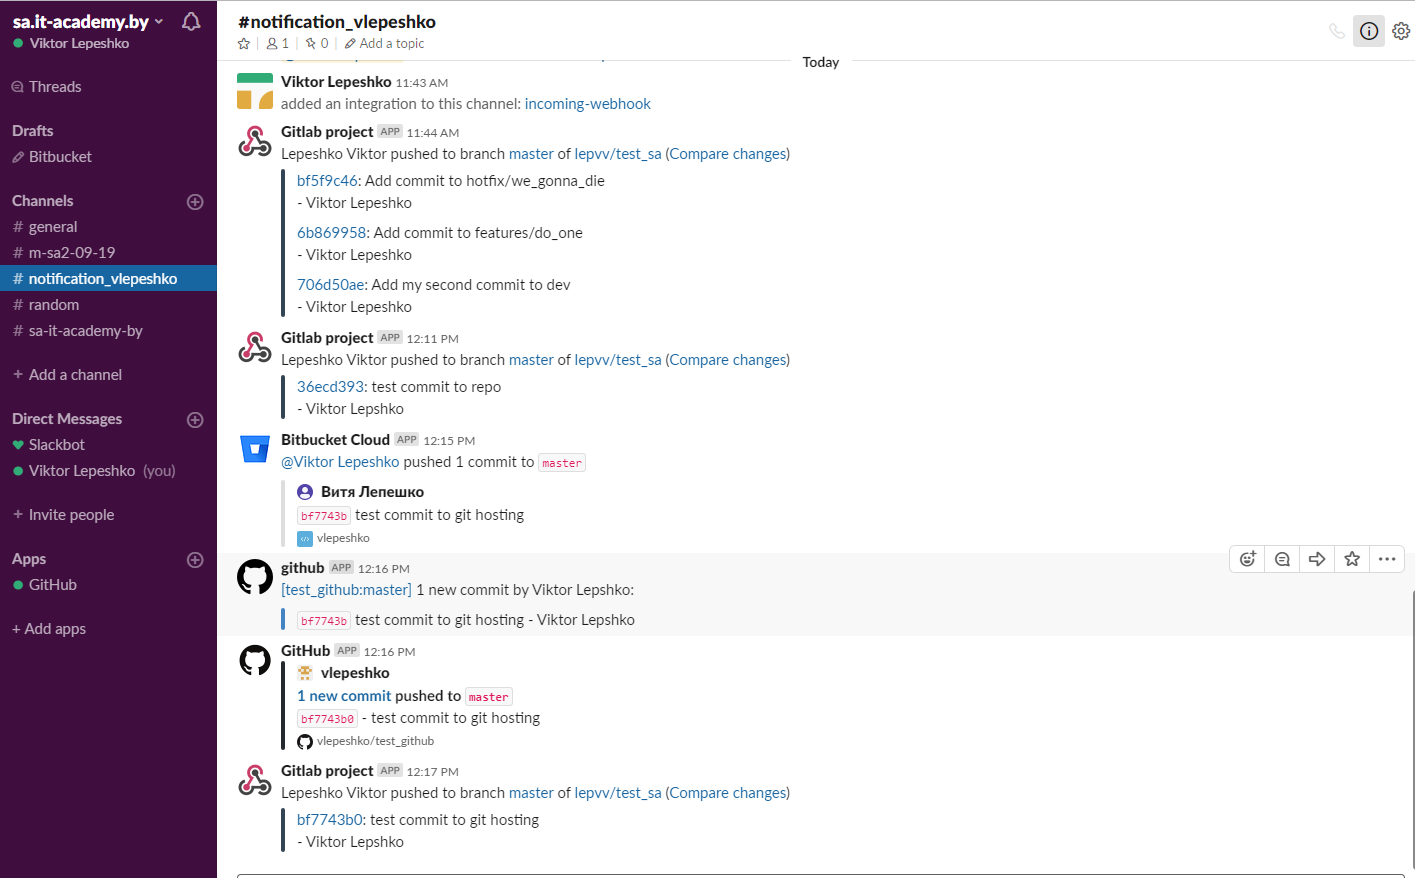 sa.it-academy.by
Viktor Lepeshko
Threads
Drafts
Bitbucket
Channels
# general
# m-sa2-09-19
# notification_vlepeshko
# random
# sa-it-academy-by
+ Add a channel
Direct Messages
Slackbot
Viktor Lepeshko (you)
+ Invite people
Apps
GitHub
+ Add apps
#notification_vlepeshko
1 | 0 | Add a topic
Today
Viktor Lepeshko 11:43 AM
added an integration to this channel: incoming-webhook
Gitlab project APP 11:44 AM
Lepeshko Viktor pushed to branch master of lepvv/test_sa (Compare changes)
bf5f9c46: Add commit to hotfix/we_gonna_die
- Viktor Lepeshko
6b869958: Add commit to features/do_one
- Viktor Lepeshko
706d50ae: Add my second commit to dev
- Viktor Lepeshko
Gitlab project APP 12:11 PM
Lepeshko Viktor pushed to branch master of lepvv/test_sa (Compare changes)
36ecd393: test commit to repo
- Viktor Lepshko
Bitbucket Cloud APP 12:15 PM
@Viktor Lepeshko pushed 1 commit to master
Витя Лепешко
bf7743b test commit to git hosting
vlepeshko
github APP 12:16 PM
[test_github:master] 1 new commit by Viktor Lepshko:
bf7743b test commit to git hosting - Viktor Lepshko
GitHub APP 12:16 PM
vlepeshko
1 new commit pushed to master
bf7743b0 - test commit to git hosting
vlepeshko/test_github
Gitlab project APP 12:17 PM
Lepeshko Viktor pushed to branch master of lepvv/test_sa (Compare changes)
bf7743b0: test commit to git hosting
- Viktor Lepshko